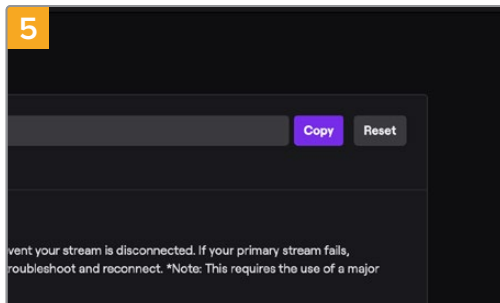 5
Copy Reset
vent your stream is disconnected. If your primary stream fails,
roubleshoot and reconnect. *Note: This requires the use of a major